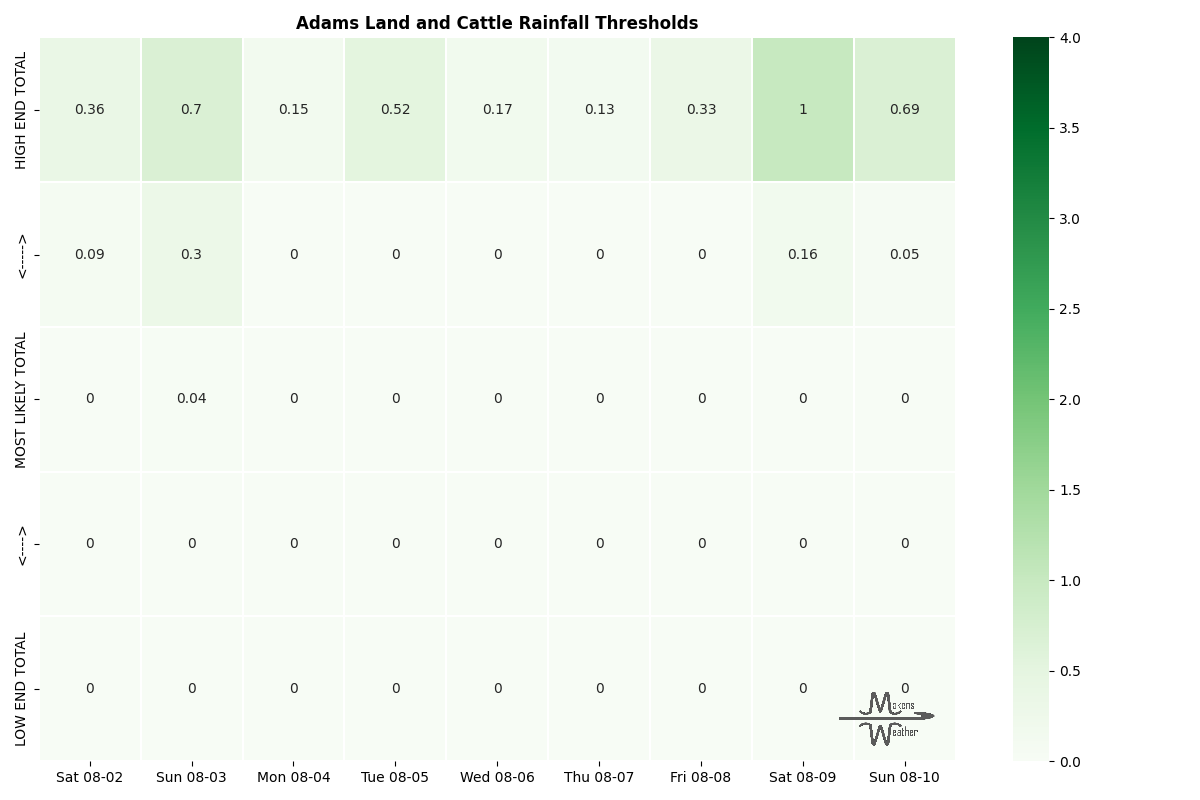 Adams Land and Cattle Rainfall Thresholds
HIGH END TOTAL
0.36 0.7 0.15 0.52 0.17 0.13 0.33 1 0.69
<----->
0.09 0.3 0 0 0 0 0 0.16 0.05
MOST LIKELY TOTAL
0 0.04 0 0 0 0 0 0 0
<---->
0 0 0 0 0 0 0 0 0
LOW END TOTAL
0 0 0 0 0 0 0 0 0
Makens
Weather
Sat 08-02 Sun 08-03 Mon 08-04 Tue 08-05 Wed 08-06 Thu 08-07 Fri 08-08 Sat 08-09 Sun 08-10
4.0
3.5
3.0
2.5
2.0
1.5
1.0
0.5
0.0